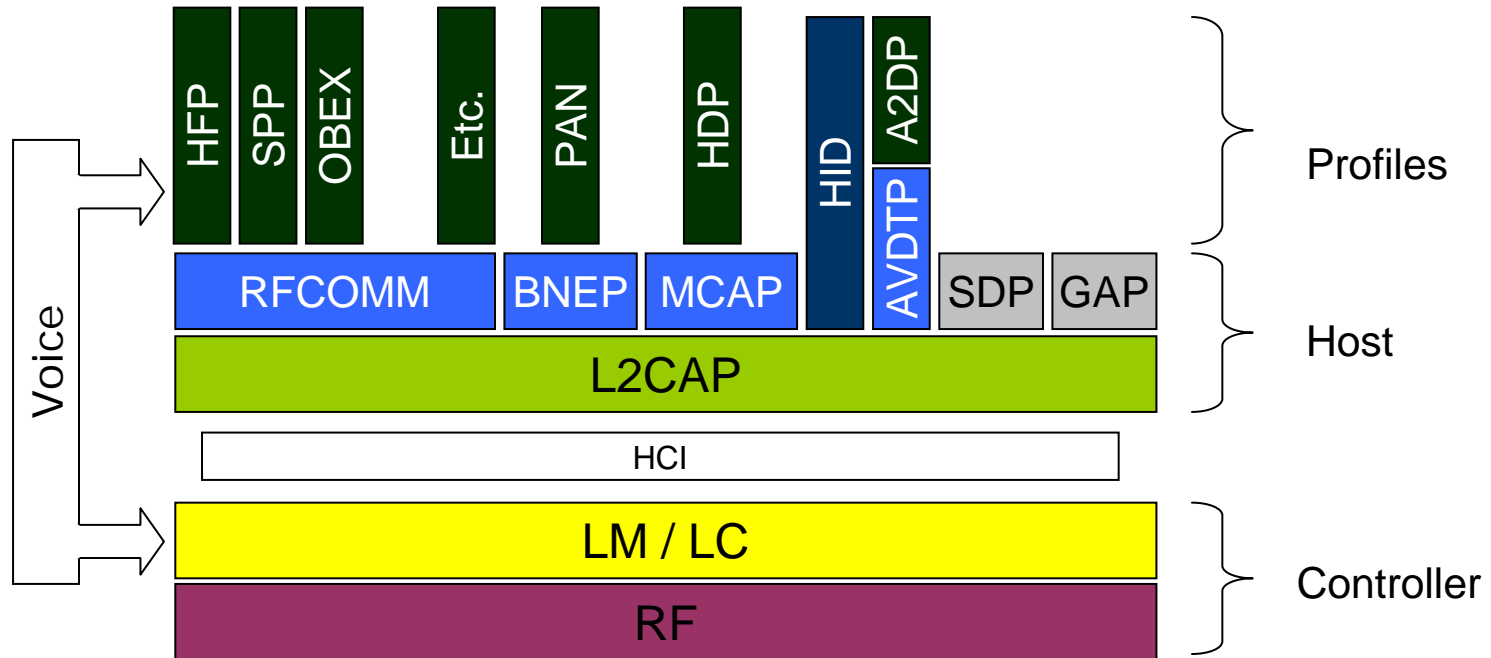 HFP
SPP
OBEX
Etc.
PAN
HDP
HID
A2DP
AVDTP
Profiles
Voice
RFCOMM
BNEP
MCAP
SDP
GAP
Host
L2CAP
HCI
LM / LC
Controller
RF